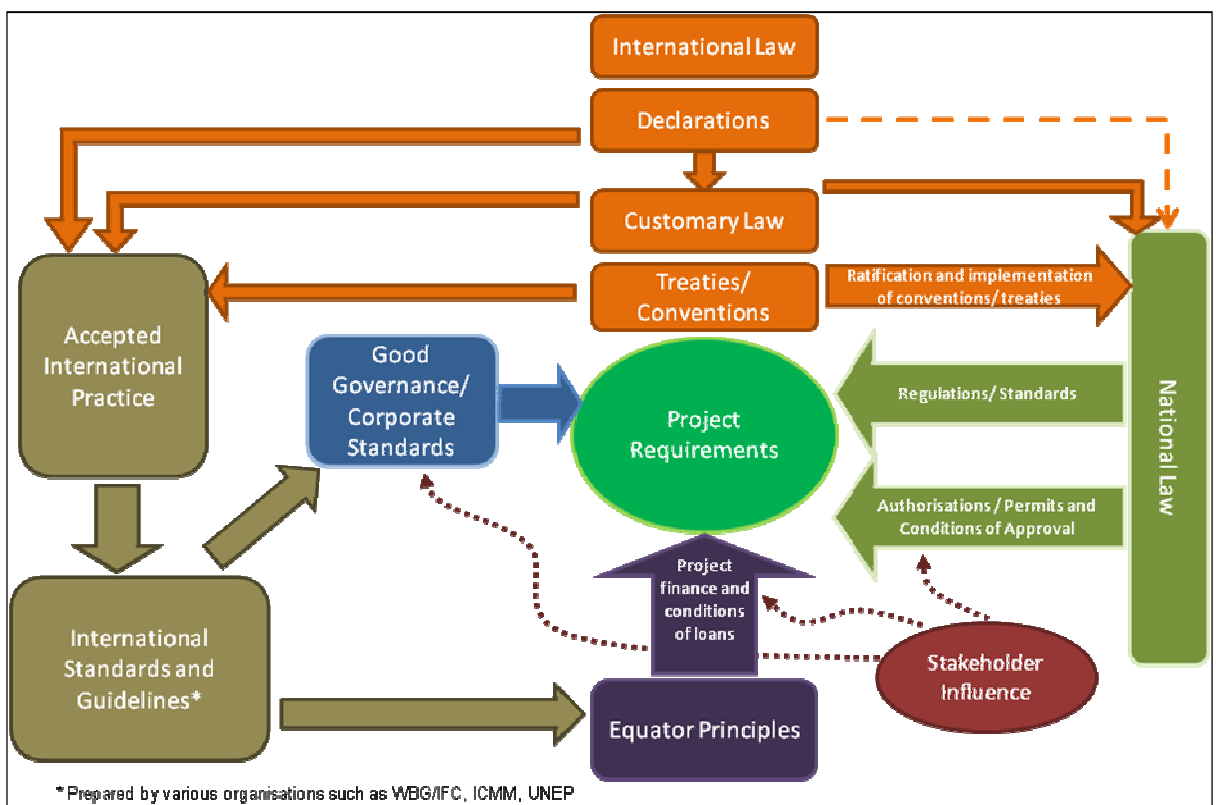 International Law
Declarations
Customary Law
Treaties/
Conventions
Ratification and implementation
of conventions/ treaties
Accepted
International
Practice
Good
Governance/
Corporate
Standards
Project
Requirements
Regulations/ Standards
National Law
Authorisations / Permits and
Conditions of Approval
Project
finance and
conditions
of loans
International
Standards and
Guidelines*
Stakeholder
Influence
Equator Principles
* Prepared by various organisations such as WBG/IFC, ICMM, UNEP